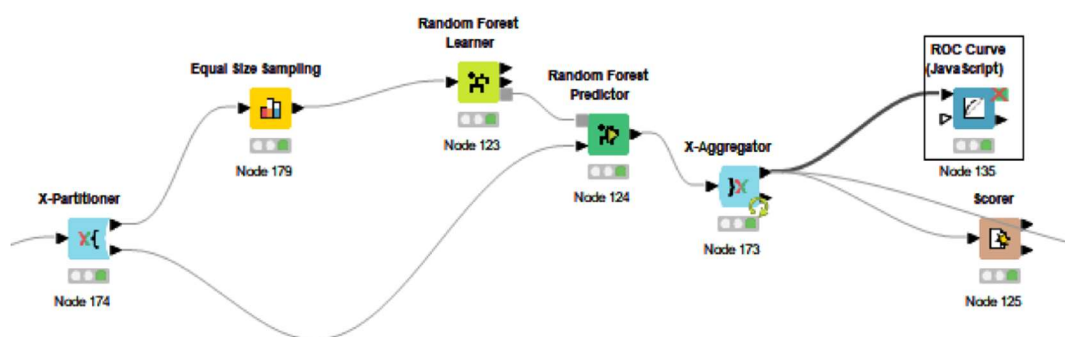 Random Forest
Learner
ROC Curve
(JavaScript)
Equal Size Sampling
Random Forest
Predictor
X-Aggregator
Node 123
Node 135
X-Partitioner
Node 179
Scorer
Node 124
Node 173
Node 174
Node 125